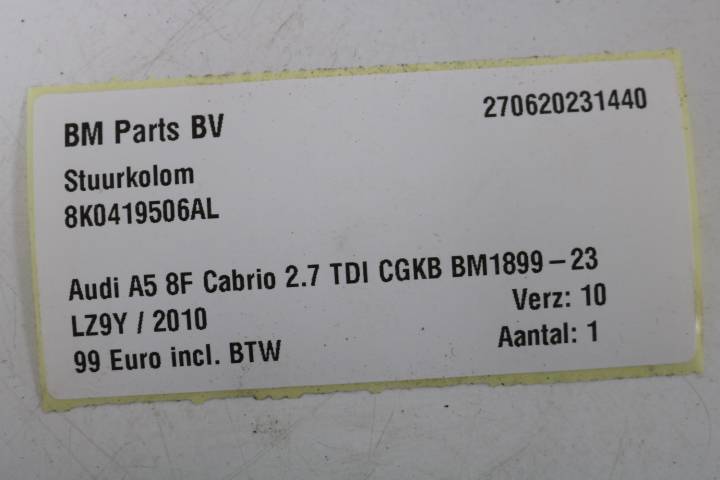 BM Parts BV
270620231440
Stuurkolom
8K0419506AL
Audi A5 8F Cabrio 2.7 TDI CGKB BM1899-23
LZ9Y / 2010
Verz: 10
99 Euro incl. BTW
Aantal: 1